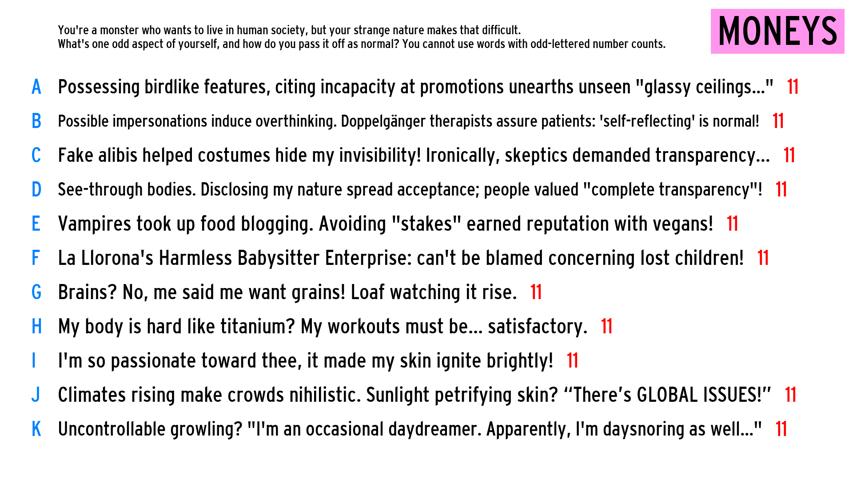 You're a monster who wants to live in human society, but your strange nature makes that difficult.
What's one odd aspect of yourself, and how do you pass it off as normal? You cannot use words with odd-lettered number counts.
MONEYS
A Possessing birdlike features, citing incapacity at promotions unearths unseen "glassy ceilings..." 11
B Possible impersonations induce overthinking. Doppelgänger therapists assure patients: 'self-reflecting' is normal! 11
C Fake alibis helped costumes hide my invisibility! Ironically, skeptics demanded transparency... 11
D See-through bodies. Disclosing my nature spread acceptance; people valued "complete transparency"! 11
E Vampires took up food blogging. Avoiding "stakes" earned reputation with vegans! 11
F La Llorona's Harmless Babysitter Enterprise: can't be blamed concerning lost children! 11
G Brains? No, me said me want grains! Loaf watching it rise. 11
H My body is hard like titanium? My workouts must be... satisfactory. 11
I I'm so passionate toward thee, it made my skin ignite brightly! 11
J Climates rising make crowds nihilistic. Sunlight petrifying skin? “There’s GLOBAL ISSUES!” 11
K Uncontrollable growling? "I'm an occasional daydreamer. Apparently, I'm daysnoring as well..." 11